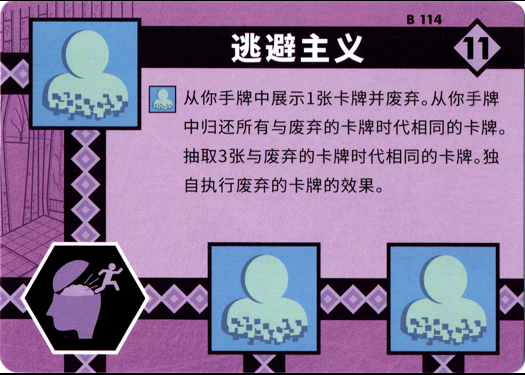 B 114
逃避主义
11
从你手牌中展示1张卡牌并废弃。从你手牌
中归还所有与废弃的卡牌时代相同的卡牌。
抽取3张与废弃的卡牌时代相同的卡牌。独
自执行废弃的卡牌的效果。